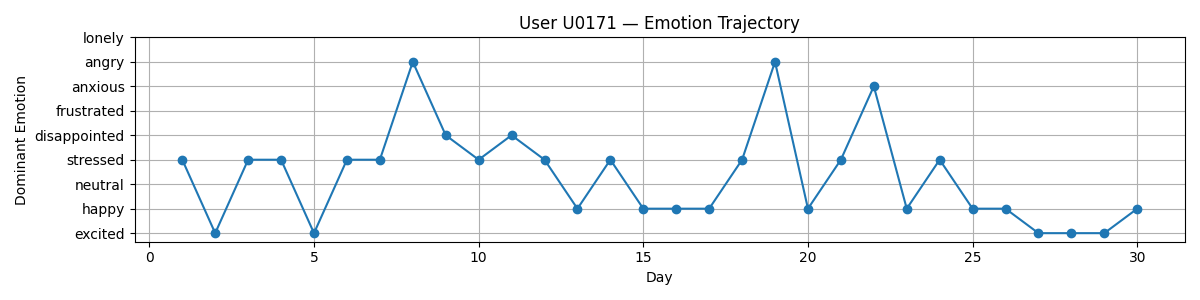 User U0171 — Emotion Trajectory
Dominant Emotion
lonely
angry
anxious
frustrated
disappointed
stressed
neutral
happy
excited
0 5 10 15 20 25 30
Day